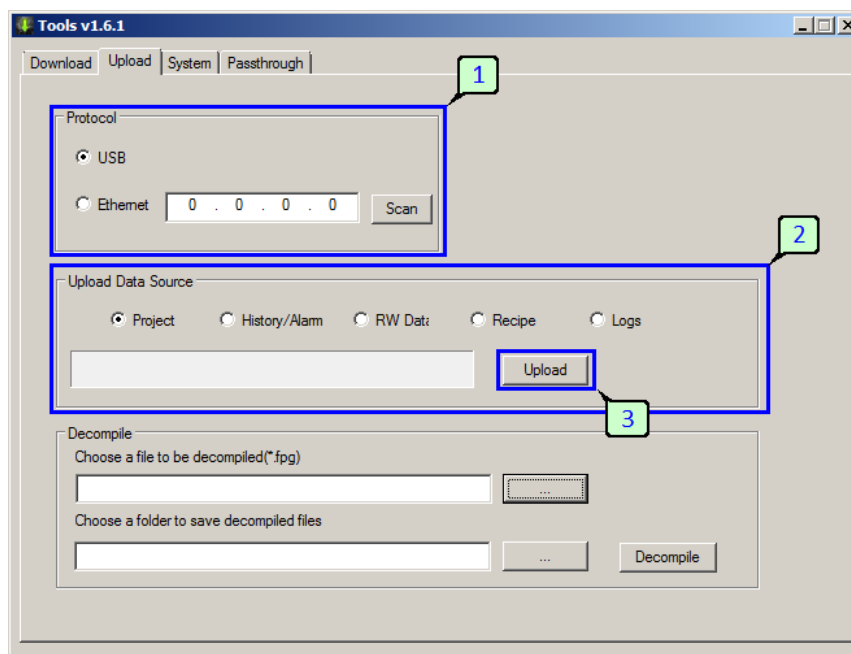 Tools v1.6.1
Download Upload System Passthrough
1
Protocol
USB
Ethernet 0 . 0 . 0 . 0 Scan
2
Upload Data Source
Project History/Alarm RW Data Recipe Logs
Upload
3
Decompile
Choose a file to be decompiled(*.fpg)
...
Choose a folder to save decompiled files
... Decompile